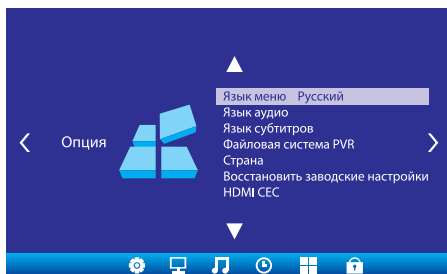 Опция
Язык меню Русский
Язык аудио
Язык субтитров
Файловая система PVR
Страна
Восстановить заводские настройки
HDMI CEC